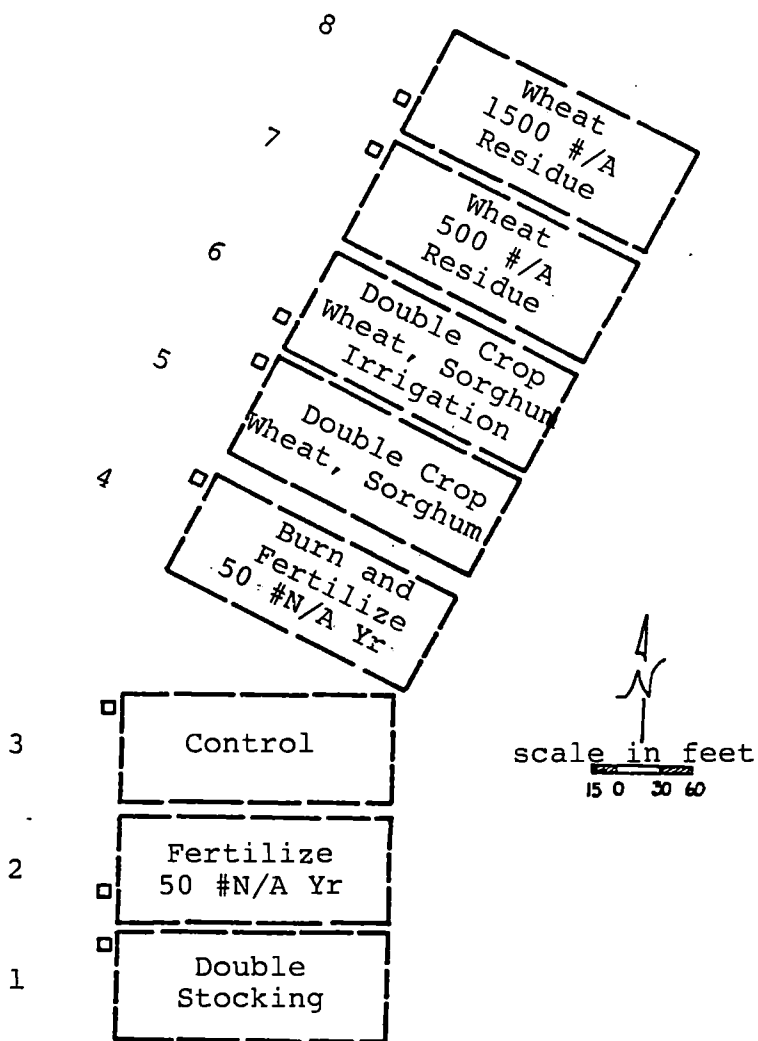 8
Wheat
1500 #/A
Residue
7
Wheat
500 #/A
Residue
6
Double Crop
Wheat, Sorghum
Irrigation
5
Double Crop
Wheat, Sorghum
4
Burn and
Fertilize
50 #N/A Yr
N
3
Control
scale in feet
15 0 30 60
2
Fertilize
50 #N/A Yr
1
Double
Stocking